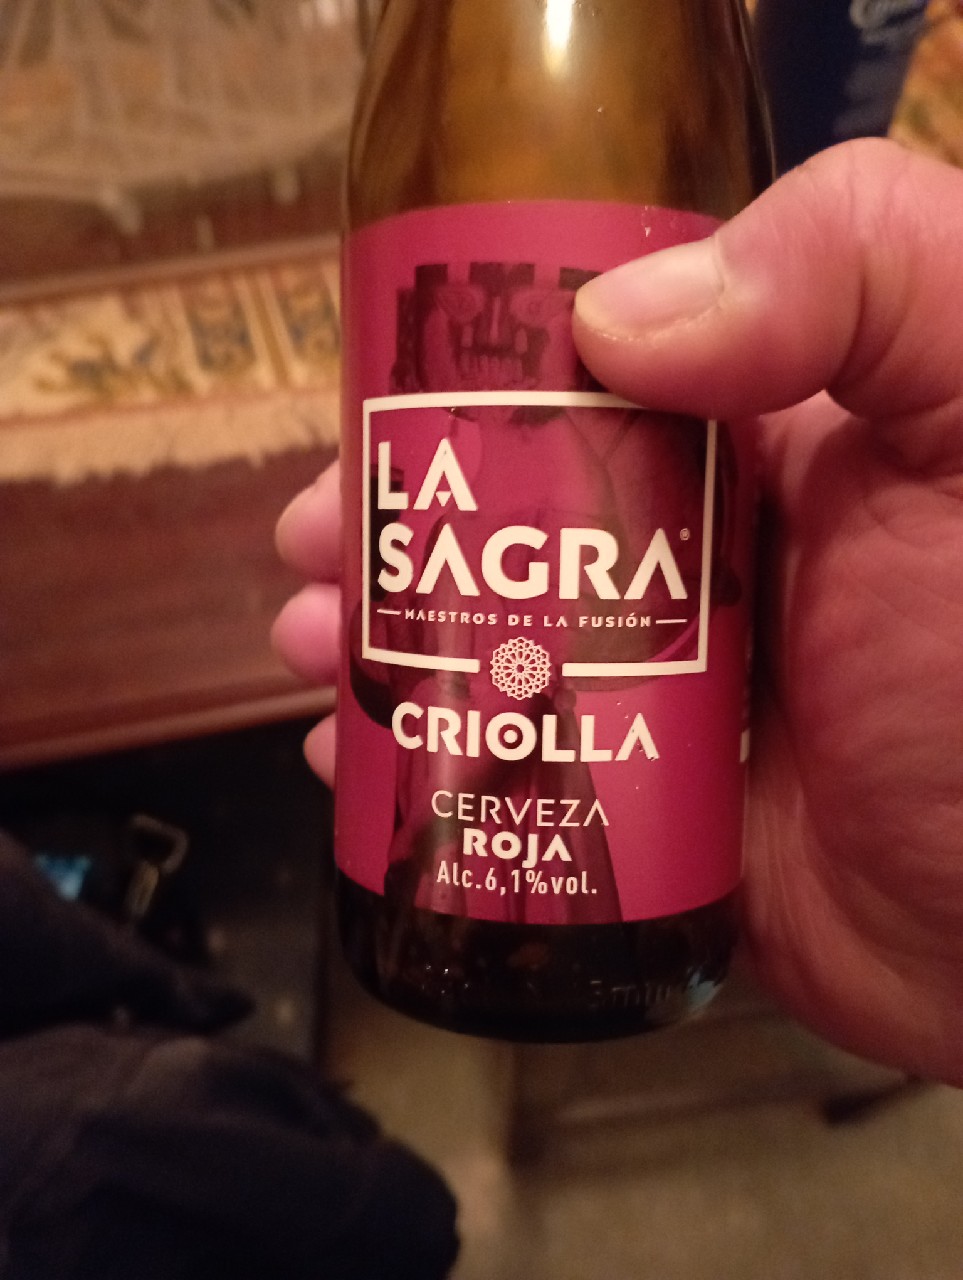 LA
SAGRA®
MAESTROS DE LA FUSIÓN
CRIOLLA
CERVEZA
ROJA
Alc.6,1%vol.